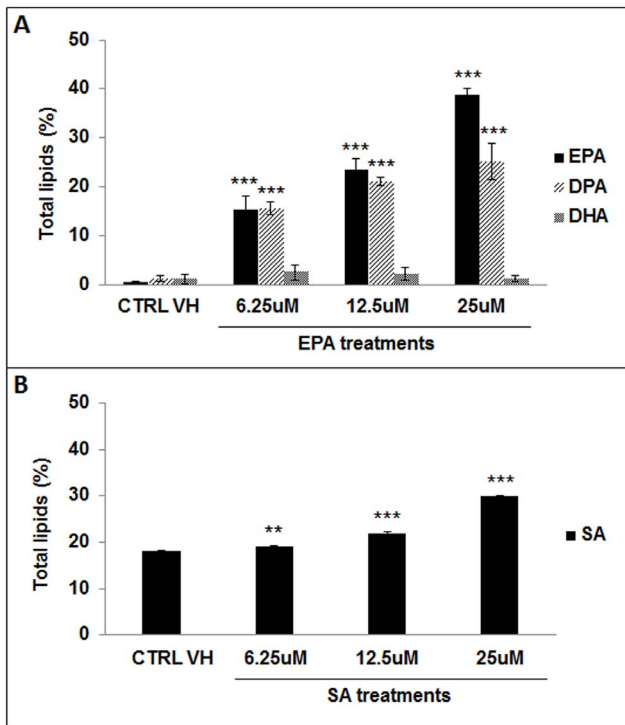 A
Total lipids (%)
50
40
30
20
10
0
***
***
***
***
***
***
EPA
DPA
DHA
CTRL VH 6.25uM 12.5uM 25uM
EPA treatments
B
Total lipids (%)
50
40
30
20
10
0
**
***
***
SA
CTRL VH 6.25uM 12.5uM 25uM
SA treatments